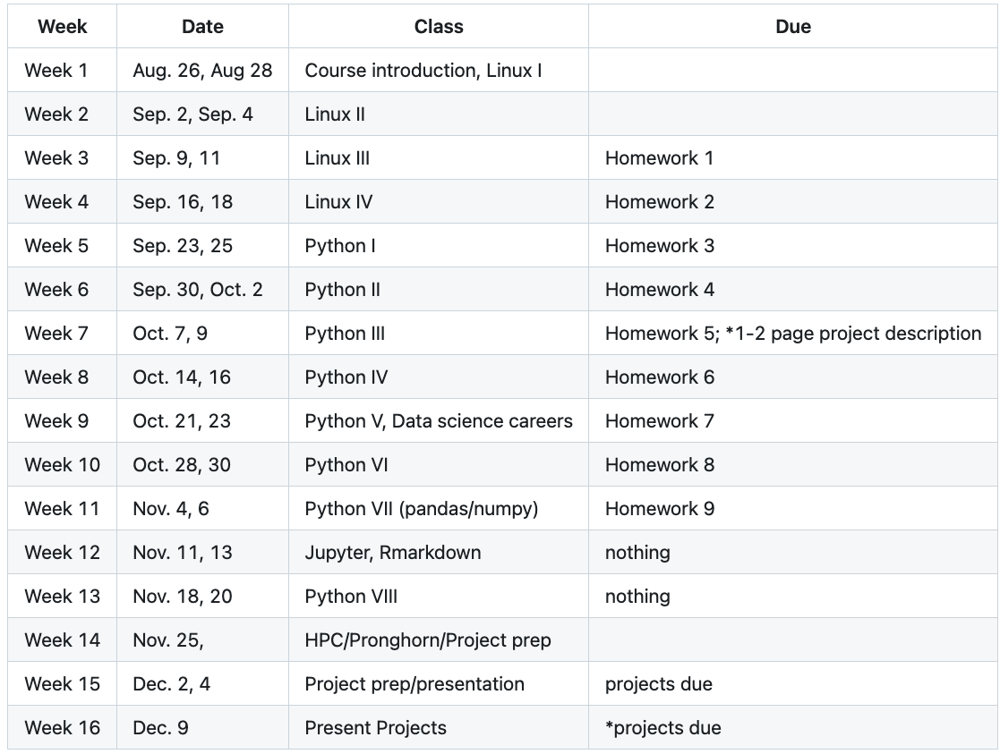 Week Date Class Due
Week 1 Aug. 26, Aug 28 Course introduction, Linux I
Week 2 Sep. 2, Sep. 4 Linux II
Week 3 Sep. 9, 11 Linux III Homework 1
Week 4 Sep. 16, 18 Linux IV Homework 2
Week 5 Sep. 23, 25 Python I Homework 3
Week 6 Sep. 30, Oct. 2 Python II Homework 4
Week 7 Oct. 7, 9 Python III Homework 5; *1-2 page project description
Week 8 Oct. 14, 16 Python IV Homework 6
Week 9 Oct. 21, 23 Python V, Data science careers Homework 7
Week 10 Oct. 28, 30 Python VI Homework 8
Week 11 Nov. 4, 6 Python VII (pandas/numpy) Homework 9
Week 12 Nov. 11, 13 Jupyter, Rmarkdown nothing
Week 13 Nov. 18, 20 Python VIII nothing
Week 14 Nov. 25, HPC/Pronghorn/Project prep
Week 15 Dec. 2, 4 Project prep/presentation projects due
Week 16 Dec. 9 Present Projects *projects due